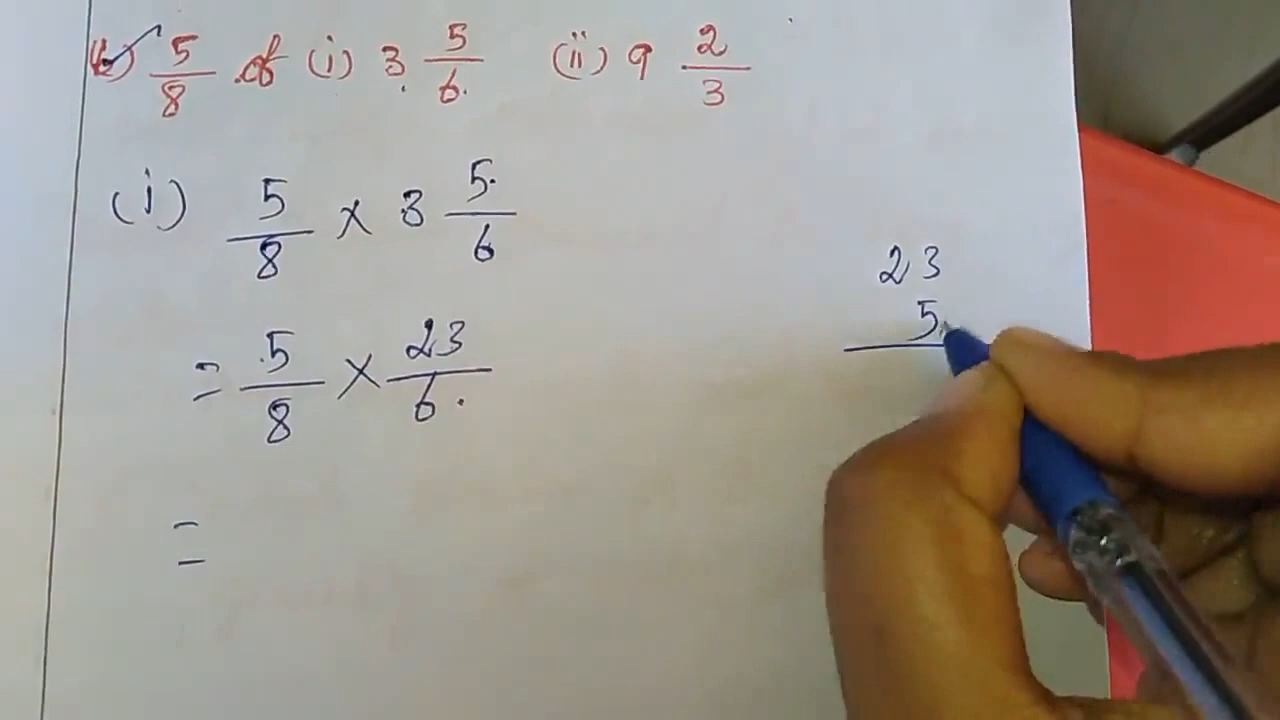 (b) 5/8 of (i) 3 5/6 (ii) 9 2/3
(i) 5/8 × 3 5/6
= 5/8 × 23/6
23
5
=